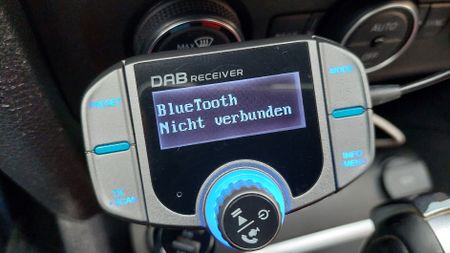 MAX
AUTO
DAB RECEIVER
PRESET
MODE
BlueTooth
Nicht verbunden
INFO
MENU